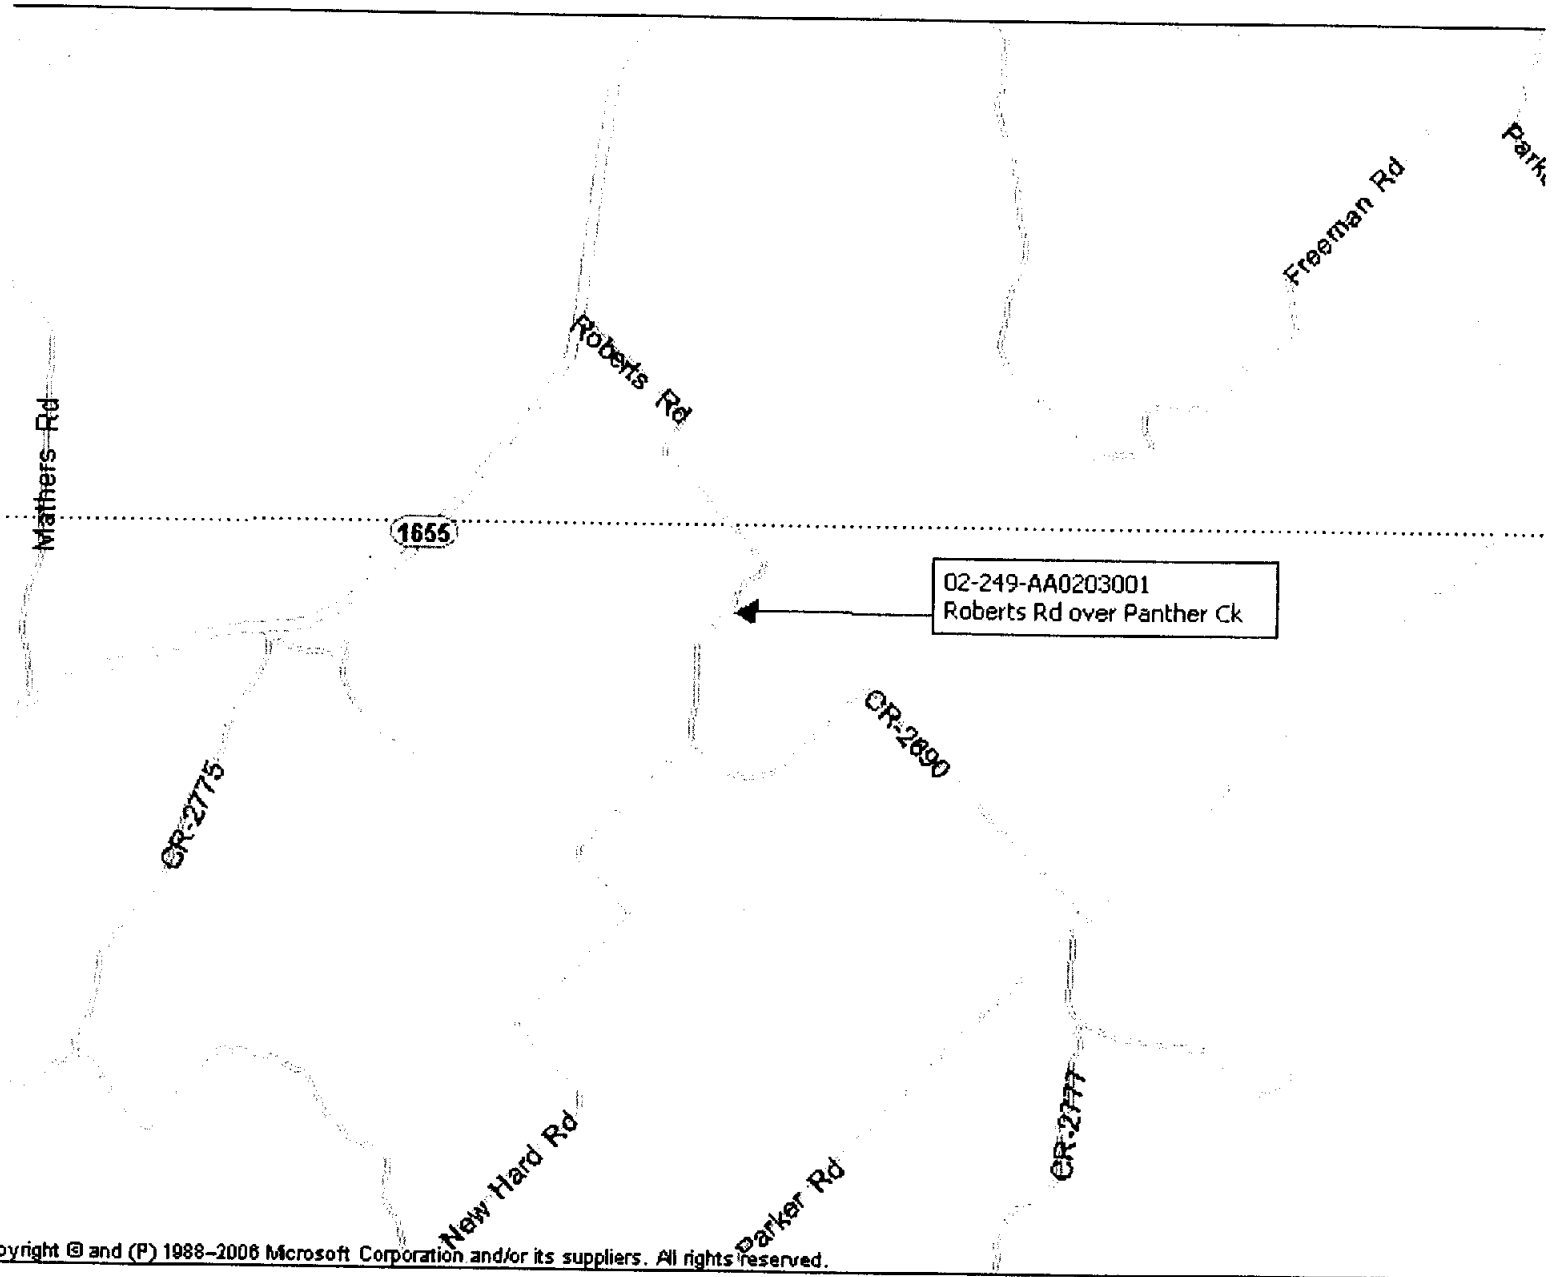 Freeman Rd
Roberts Rd
Mathers Rd
1655
02-249-AA0203001
Roberts Rd over Panther Ck
CR-2690
CR-2775
CR-2777
New Hard Rd
Parker Rd
opyright © and (P) 1988–2006 Microsoft Corporation and/or its suppliers. All rights reserved.